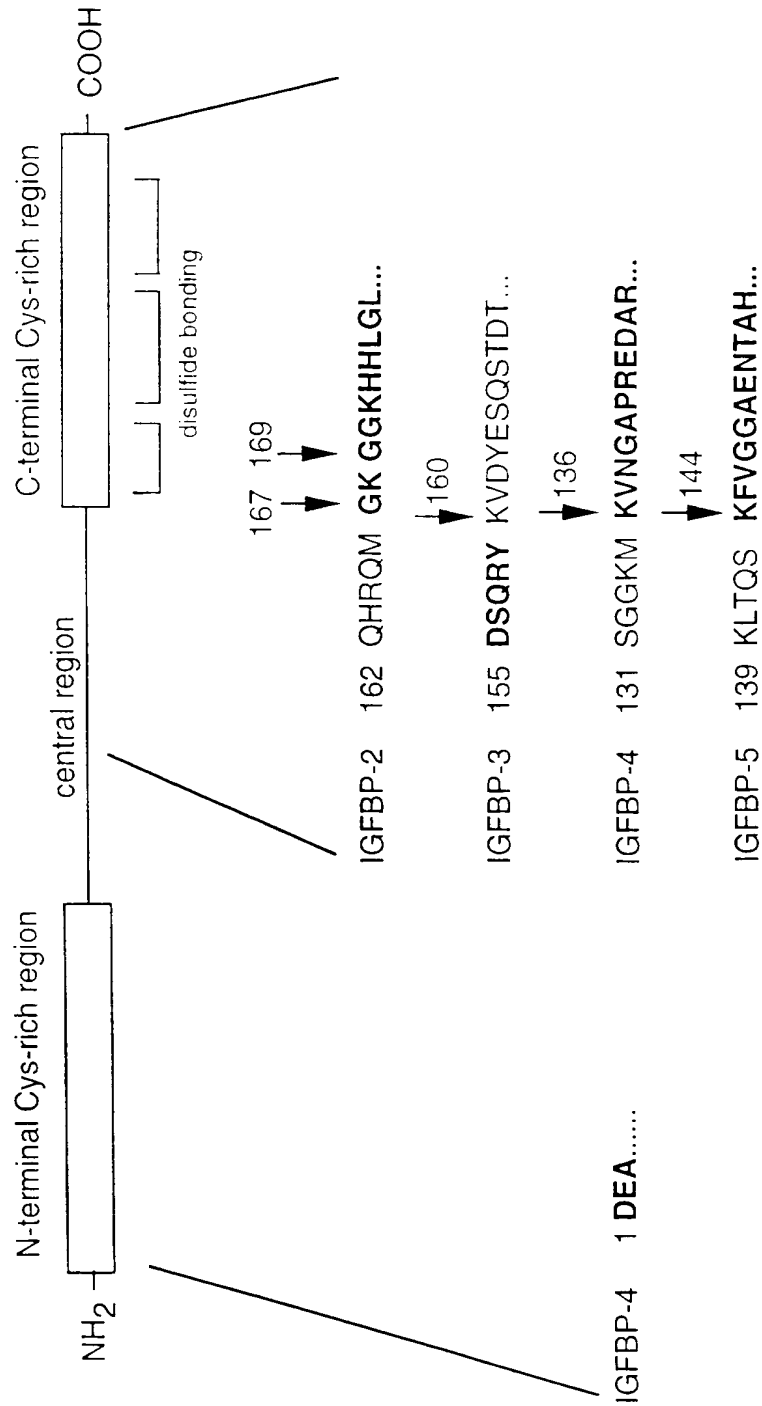 N-terminal Cys-rich region
central region
C-terminal Cys-rich region
NH2
COOH
disulfide bonding
167 169
IGFBP-2 162 QHRQM GK GGKHHLGL...
160
IGFBP-3 155 DSQRY KVDYESQSTDT...
136
IGFBP-4 1 DEA......
IGFBP-4 131 SGGKM KVNGAPREDAR...
144
IGFBP-5 139 KLTQS KFVGGAENTAH...